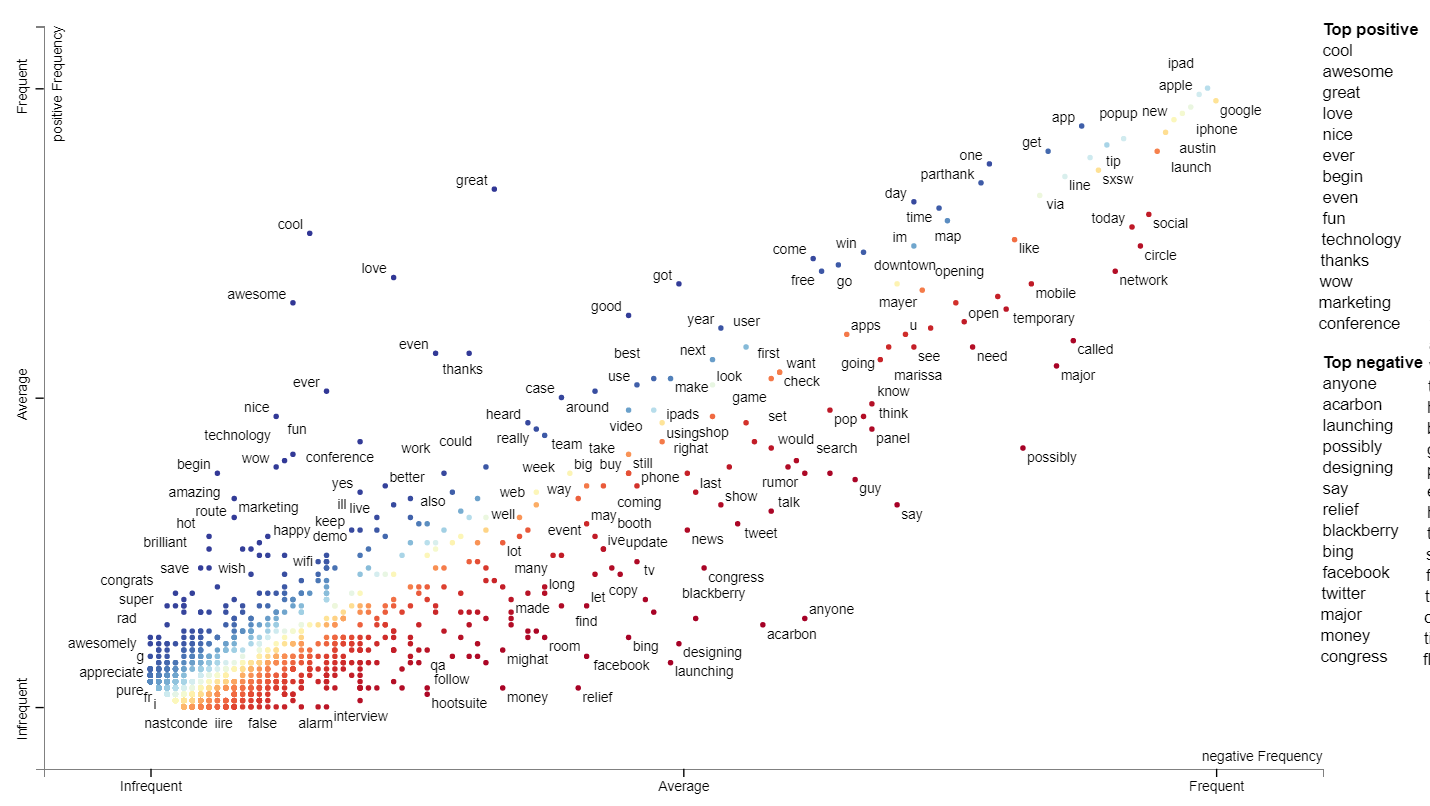 Top positive
cool
awesome
great
love
nice
ever
begin
even
fun
technology
thanks
wow
marketing
conference
Top negative
anyone
acarbon
launching
possibly
designing
say
relief
blackberry
bing
facebook
twitter
major
money
congress
positive Frequency
Frequent
Average
Infrequent
ipad
apple
google
app
popup
new
iphone
get
austin
one
tip
launch
parthank
line
sxsw
great
day
via
time
today
social
cool
im
map
come
win
like
circle
love
downtown
opening
got
free
go
network
awesome
mayer
mobile
good
year
user
apps
u
open
temporary
even
best
next
first
called
thanks
look
want
going
see
need
ever
use
make
check
marissa
major
case
game
know
nice
heard
around
ipads
set
pop
think
fun
video
technology
could
really
team
using
shop
panel
work
take
righat
would
search
wow
conference
begin
week
big
buy
still
possibly
better
phone
last
rumor
yes
guy
amazing
web
way
show
talk
route
marketing
ill
live
also
coming
say
hot
keep
well
may
booth
happy
demo
event
tweet
brilliant
ive
update
news
lot
save
wish
wifi
many
tv
congress
congrats
long
blackberry
super
let
copy
made
anyone
rad
find
acarbon
awesomely
room
bing
designing
g
qa
mighat
facebook
launching
appreciate
follow
pure
fr
i
hootsuite
money
relief
nast
conde
iire
false
alarm
interview
negative Frequency
Infrequent
Average
Frequent